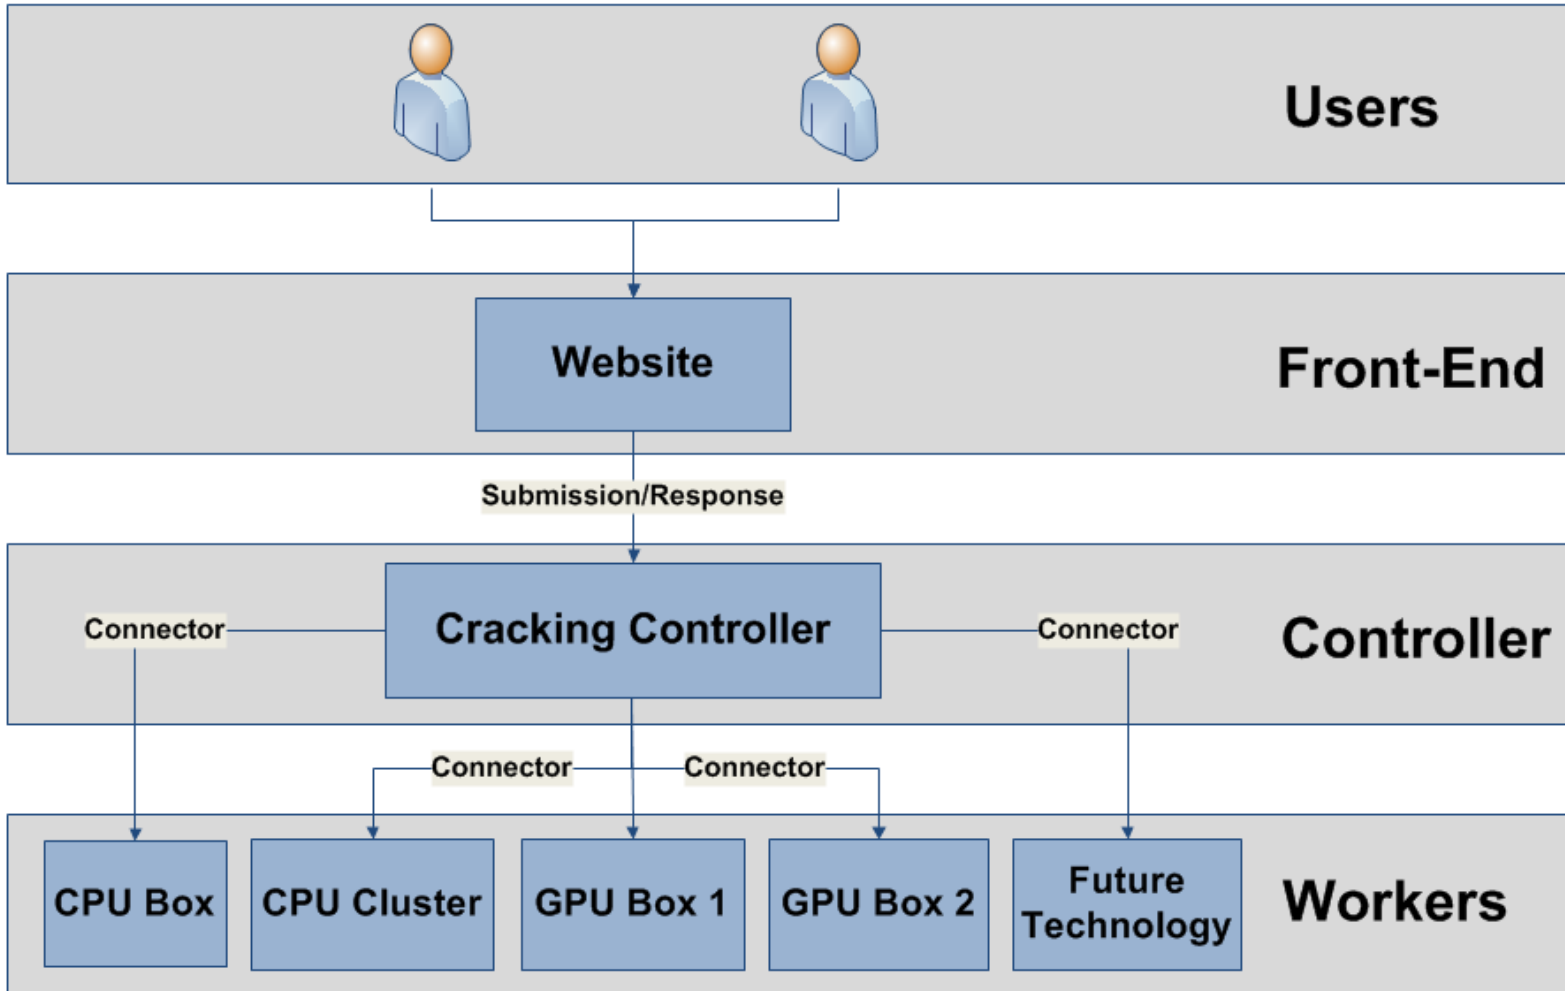 Users
Website
Front-End
Submission/Response
Connector
Cracking Controller
Connector
Controller
Connector
Connector
CPU Box
CPU Cluster
GPU Box 1
GPU Box 2
Future
Technology
Workers